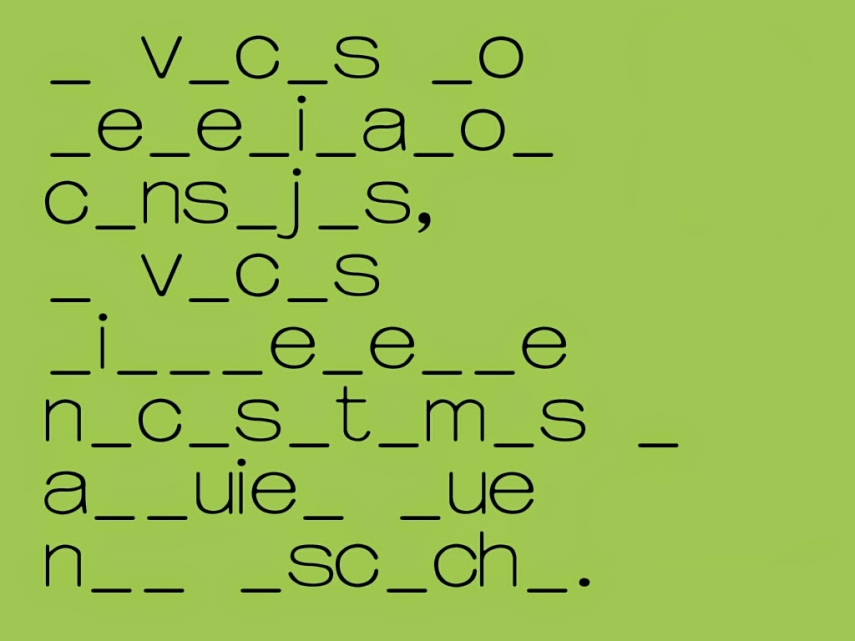 _ v_c_s _o
_e_e_i_a_o_
c_ns_j_s,
_ v_c_s
_i___e_e__e
n_c_s_t_m_s _
a__uie_ _ue
n__ _sc_ch_.